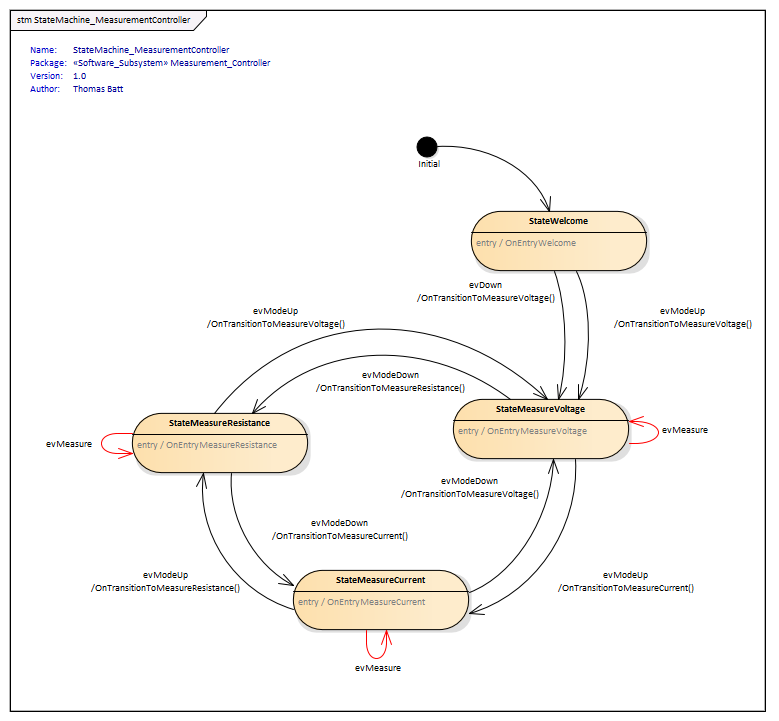 stm StateMachine_MeasurementController
Name: StateMachine_MeasurementController
Package: «Software_Subsystem» Measurement_Controller
Version: 1.0
Author: Thomas Batt
Initial
StateWelcome
entry / OnEntryWelcome
evDown
/OnTransitionToMeasureVoltage()
evModeUp
/OnTransitionToMeasureVoltage()
evModeUp
/OnTransitionToMeasureVoltage()
evModeDown
/OnTransitionToMeasureResistance()
StateMeasureResistance
entry / OnEntryMeasureResistance
evMeasure
StateMeasureVoltage
entry / OnEntryMeasureVoltage
evMeasure
evModeDown
/OnTransitionToMeasureVoltage()
evModeDown
/OnTransitionToMeasureCurrent()
evModeUp
/OnTransitionToMeasureResistance()
evModeUp
/OnTransitionToMeasureCurrent()
StateMeasureCurrent
entry / OnEntryMeasureCurrent
evMeasure